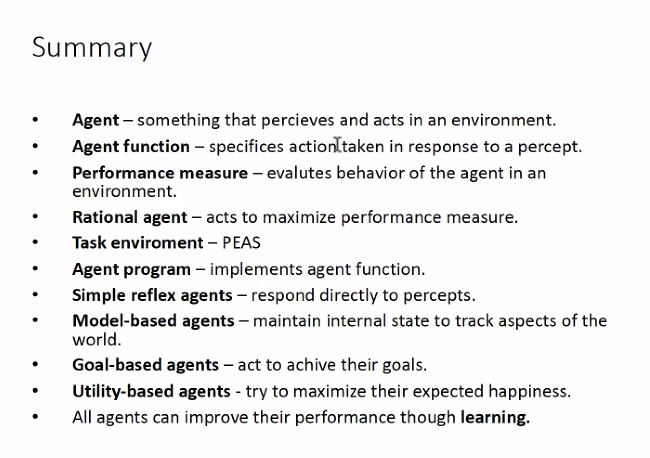 Summary
• Agent – something that percieves and acts in an environment.
• Agent function – specifices action taken in response to a percept.
• Performance measure – evalutes behavior of the agent in an
environment.
• Rational agent – acts to maximize performance measure.
• Task enviroment – PEAS
• Agent program – implements agent function.
• Simple reflex agents – respond directly to percepts.
• Model-based agents – maintain internal state to track aspects of the
world.
• Goal-based agents – act to achive their goals.
• Utility-based agents - try to maximize their expected happiness.
• All agents can improve their performance though learning.